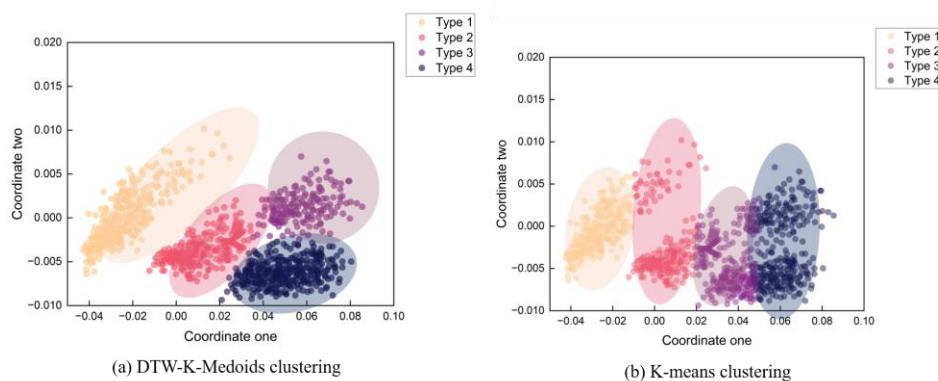 Type 1
Type 2
Type 3
Type 4
0.020
0.015
0.010
0.005
0.000
−0.005
−0.010
Coordinate two
−0.04
−0.02
0.00
0.02
0.04
0.06
0.08
0.10
Coordinate one
(a) DTW-K-Medoids clustering
Type 1
Type 2
Type 3
Type 4
0.020
0.015
0.010
0.005
0.000
−0.005
−0.010
Coordinate two
−0.04
−0.02
0.00
0.02
0.04
0.06
0.08
0.10
Coordinate one
(b) K-means clustering